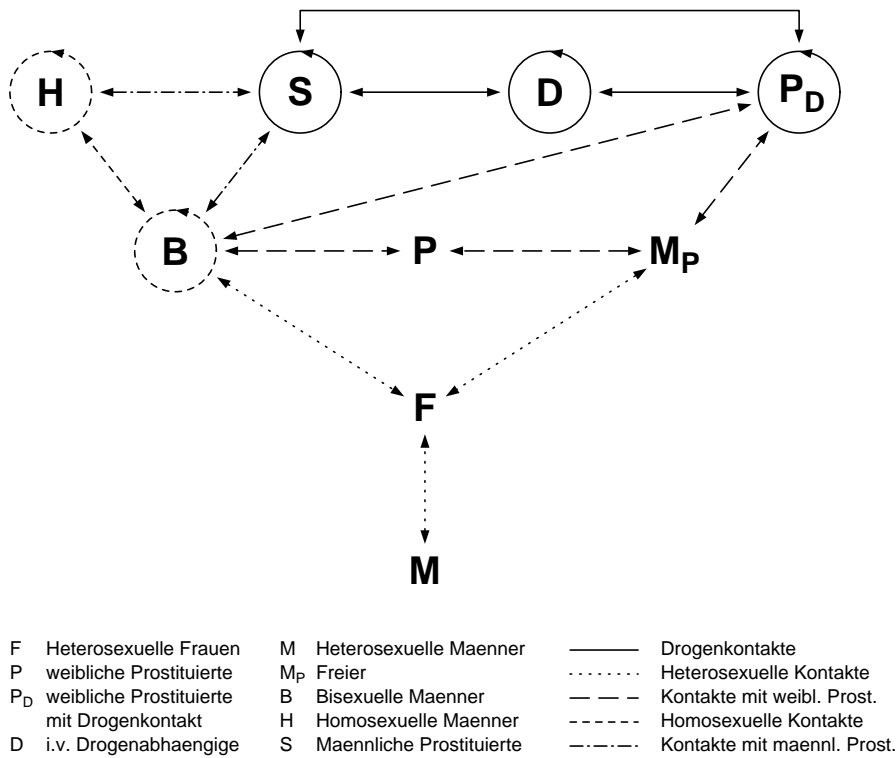 H S D P_D
B P M_P
F
M
F Heterosexuelle Frauen M Heterosexuelle Maenner Drogenkontakte
P weibliche Prostituierte M_P Freier Heterosexuelle Kontakte
P_D weibliche Prostituierte B Bisexuelle Maenner Kontakte mit weibl. Prost.
mit Drogenkontakt H Homosexuelle Maenner Homosexuelle Kontakte
D i.v. Drogenabhaengige S Maennliche Prostituierte Kontakte mit maennl. Prost.